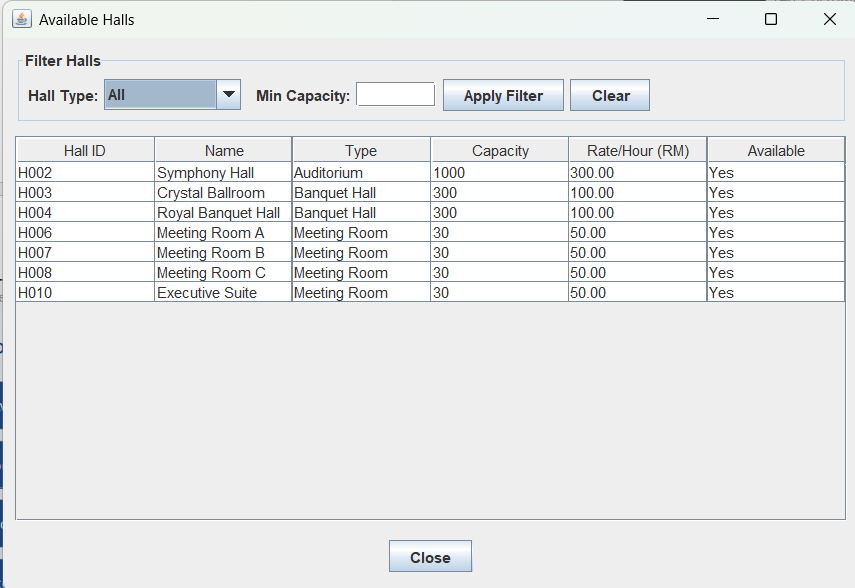 Available Halls
Filter Halls
Hall Type: All Min Capacity: Apply Filter Clear
Hall ID Name Type Capacity Rate/Hour (RM) Available
H002 Symphony Hall Auditorium 1000 300.00 Yes
H003 Crystal Ballroom Banquet Hall 300 100.00 Yes
H004 Royal Banquet Hall Banquet Hall 300 100.00 Yes
H006 Meeting Room A Meeting Room 30 50.00 Yes
H007 Meeting Room B Meeting Room 30 50.00 Yes
H008 Meeting Room C Meeting Room 30 50.00 Yes
H010 Executive Suite Meeting Room 30 50.00 Yes
Close